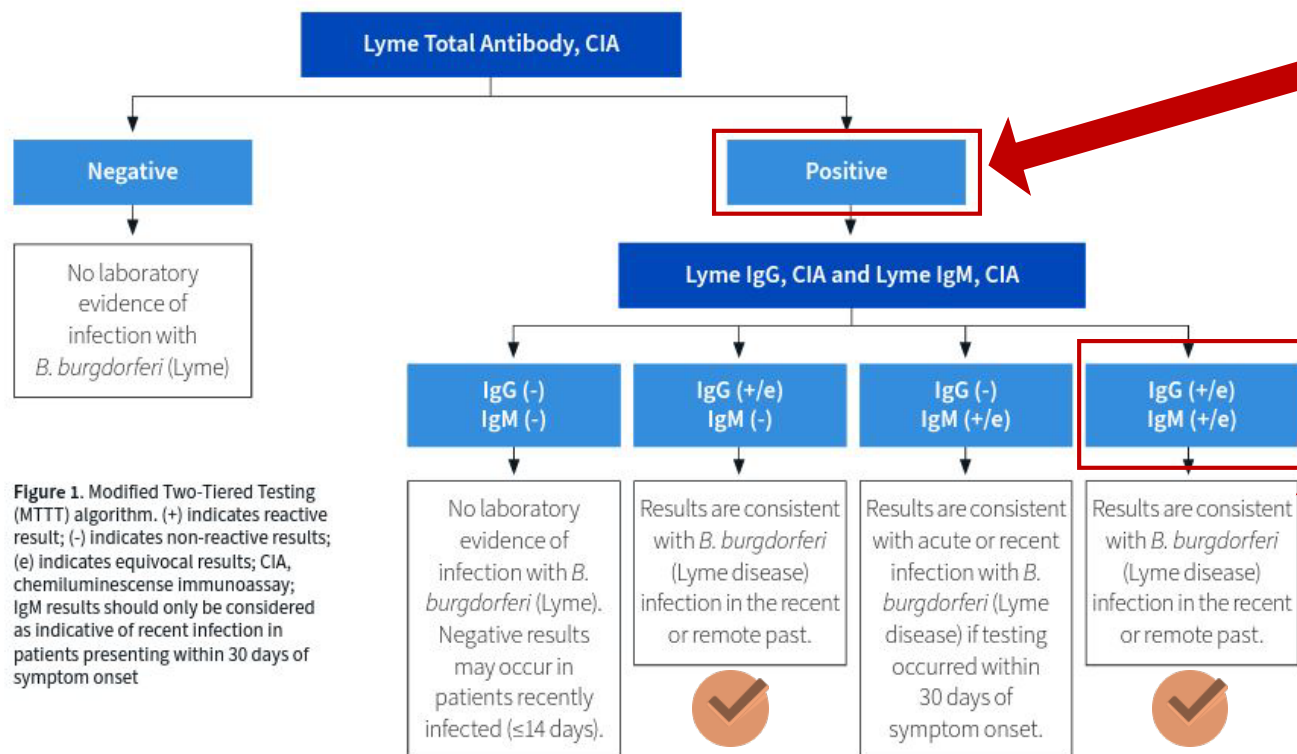 Lyme Total Antibody, CIA
Negative
Positive
No laboratory
evidence of
infection with
B. burgdorferi (Lyme)
Lyme IgG, CIA and Lyme IgM, CIA
IgG (-)
IgM (-)
IgG (+/e)
IgM (-)
IgG (-)
IgM (+/e)
IgG (+/e)
IgM (+/e)
No laboratory
evidence of
infection with B.
burgdorferi (Lyme).
Negative results
may occur in
patients recently
infected (≤14 days).
Results are consistent
with B. burgdorferi
(Lyme disease)
infection in the recent
or remote past.
Results are consistent
with acute or recent
infection with B.
burgdorferi (Lyme
disease) if testing
occurred within
30 days of
symptom onset.
Results are consistent
with B. burgdorferi
(Lyme disease)
infection in the recent
or remote past.
Figure 1. Modified Two-Tiered Testing
(MTTT) algorithm. (+) indicates reactive
result; (-) indicates non-reactive results;
(e) indicates equivocal results; CIA,
chemiluminescense immunoassay;
IgM results should only be considered
as indicative of recent infection in
patients presenting within 30 days of
symptom onset